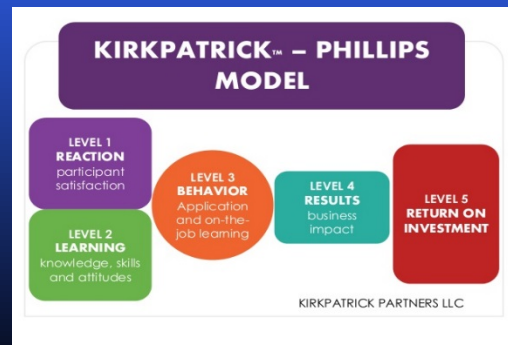 KIRKPATRICK™ – PHILLIPS
MODEL
LEVEL 1
REACTION
participant
satisfaction
LEVEL 2
LEARNING
knowledge, skills
and attitudes
LEVEL 3
BEHAVIOR
Application
and on-the-
job learning
LEVEL 4
RESULTS
business
impact
LEVEL 5
RETURN ON
INVESTMENT
KIRKPATRICK PARTNERS LLC